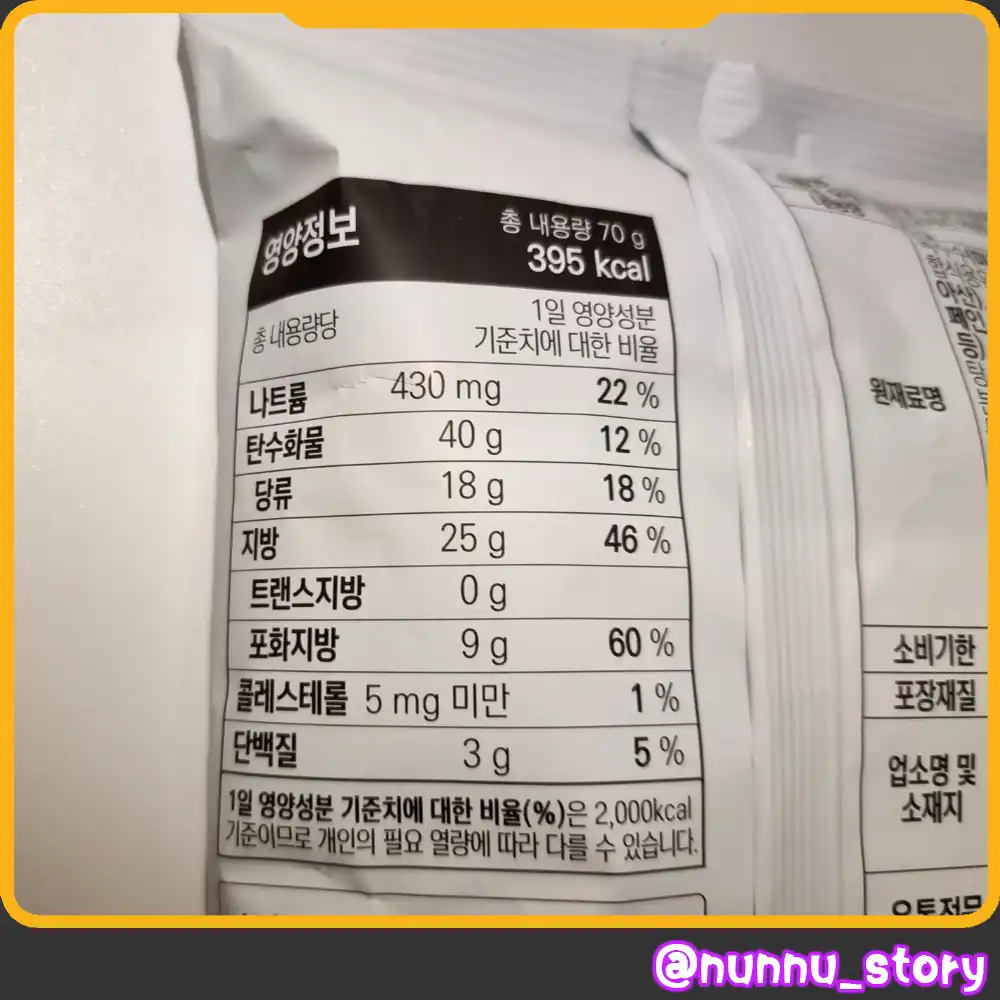 영양정보
총 내용량 70 g
395 kcal
총 내용량당
1일 영양성분
기준치에 대한 비율
나트륨 430 mg 22 %
탄수화물 40 g 12 %
당류 18 g 18 %
지방 25 g 46 %
트랜스지방 0 g
포화지방 9 g 60 %
콜레스테롤 5 mg 미만 1 %
단백질 3 g 5 %
1일 영양성분 기준치에 대한 비율(%)은 2,000kcal
기준이므로 개인의 필요 열량에 따라 다를 수 있습니다.
원재료명
소비기한
포장재질
업소명 및
소재지
@nunnu_story